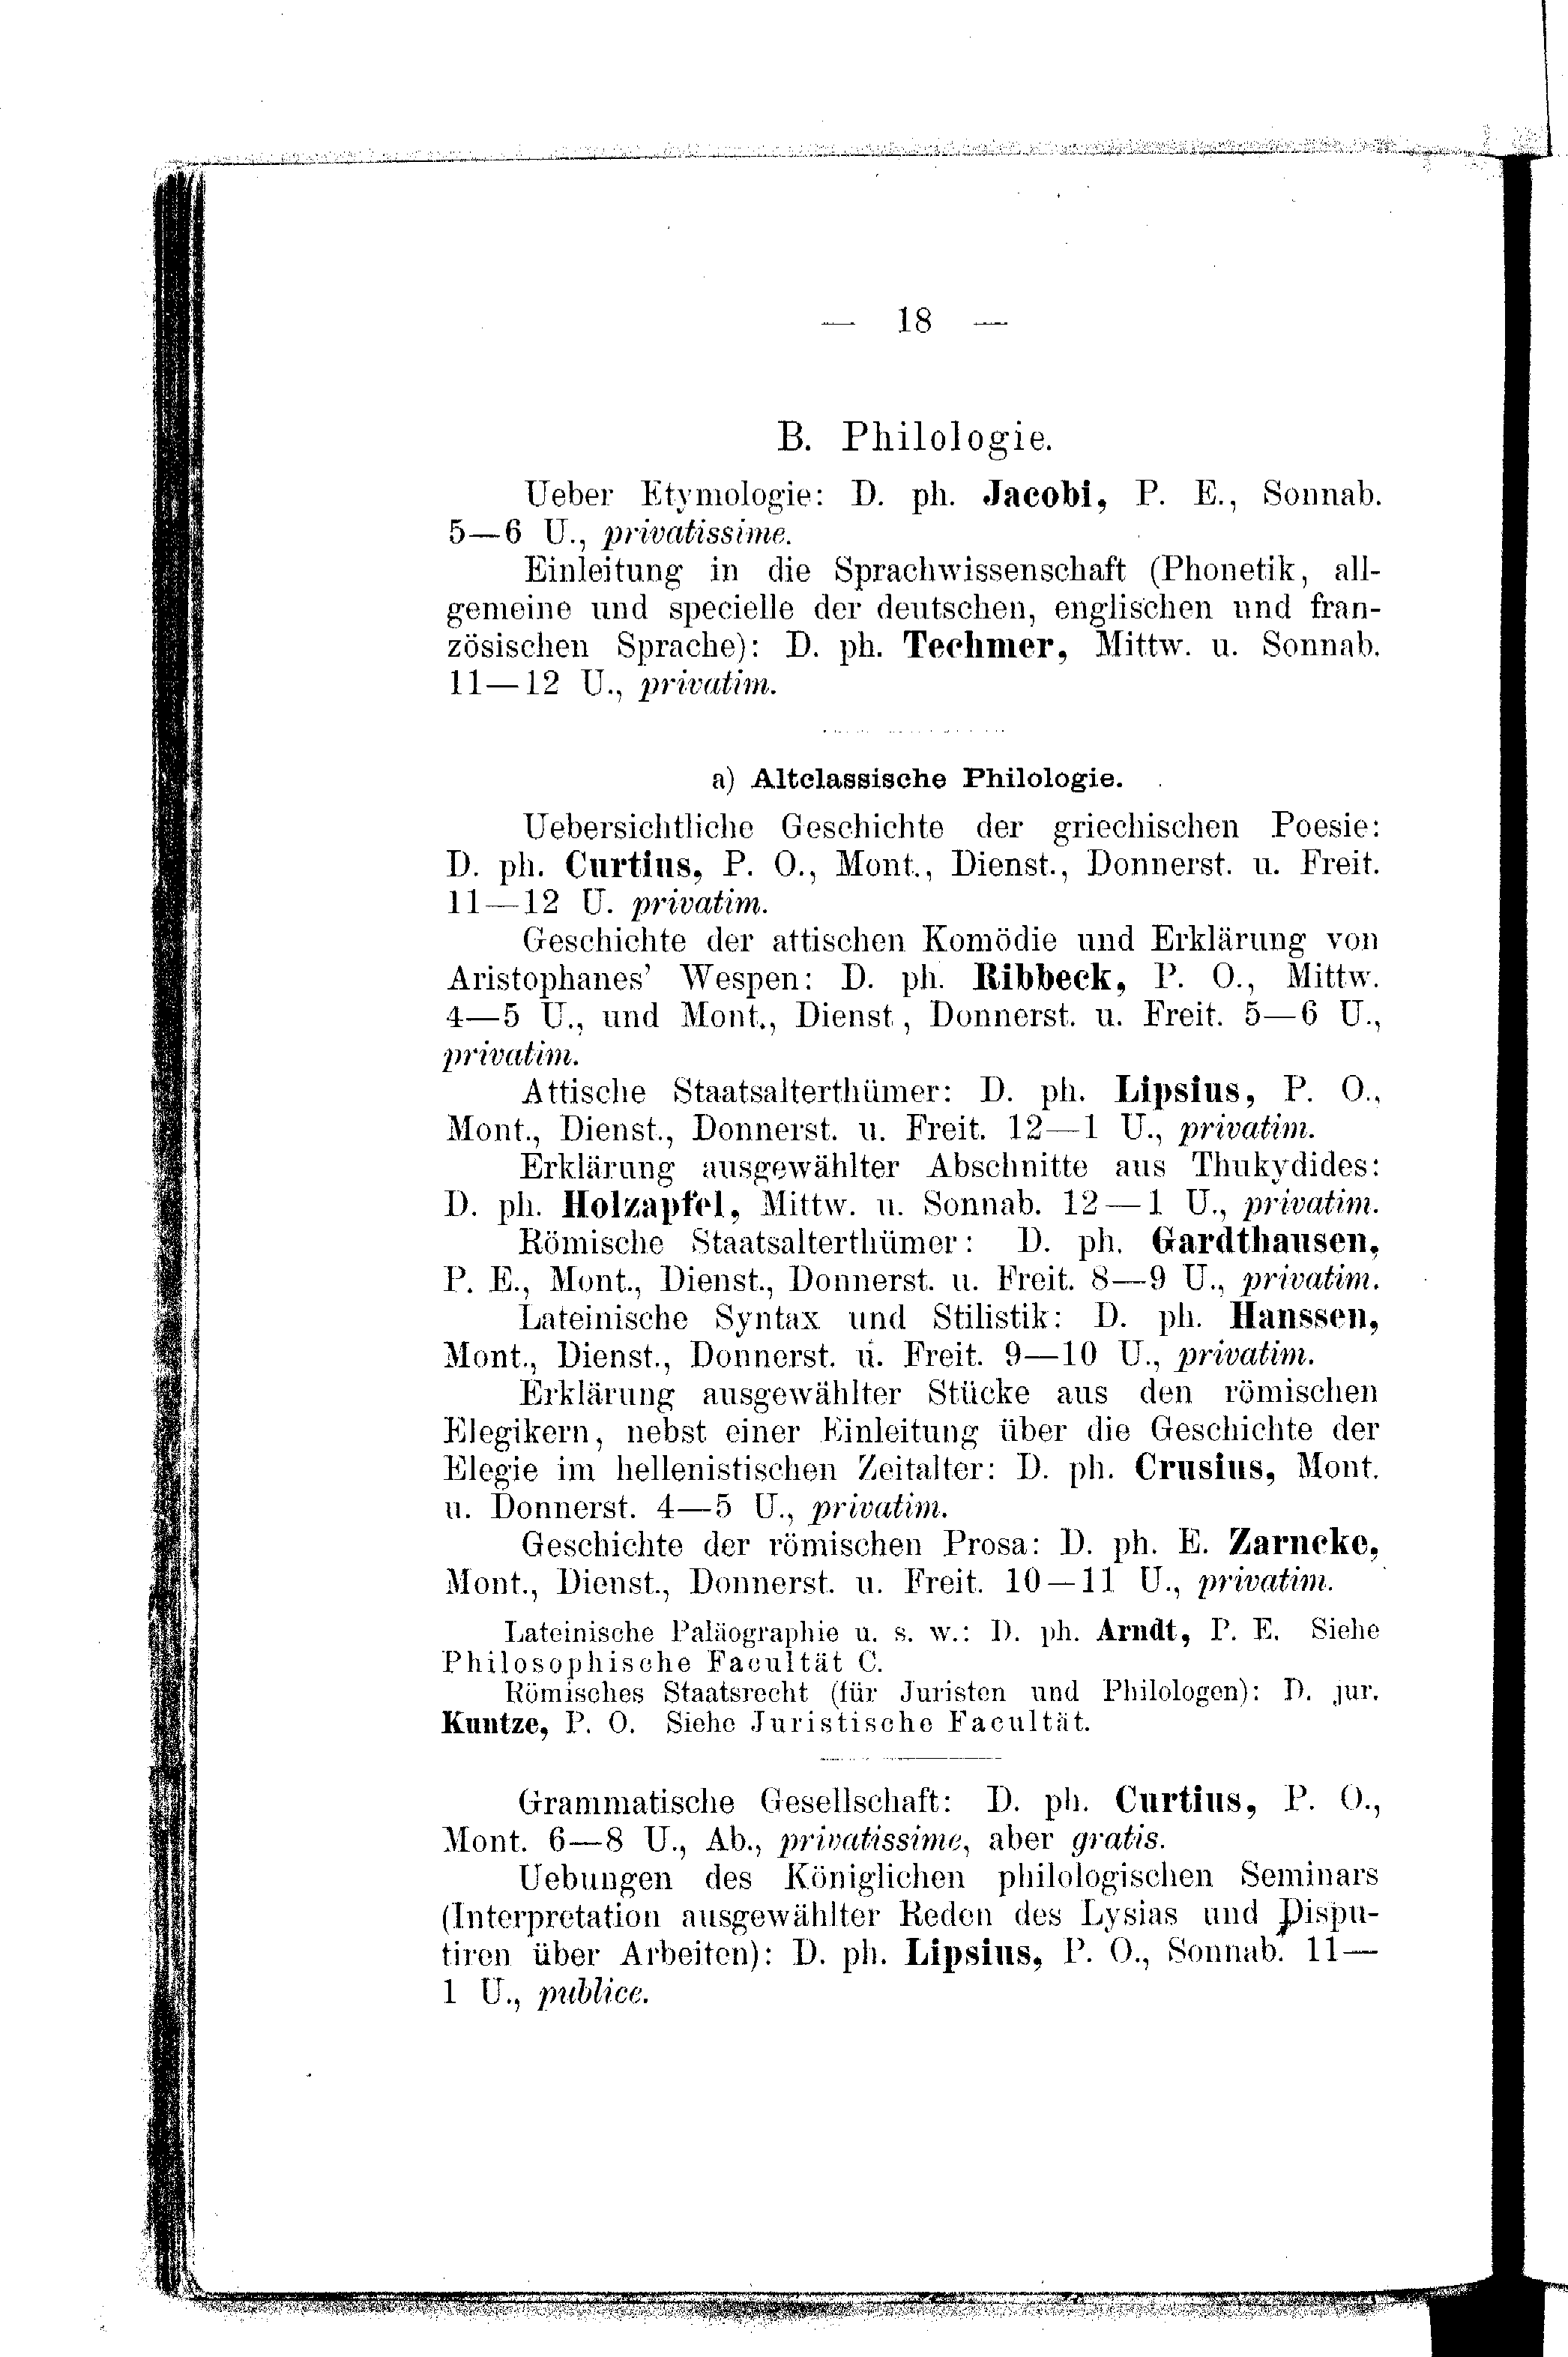 — 18 —
B. Philologie.
Ueber Etymologie: D. ph. Jacobi, P. E., Sonnab.
5—6 U., privatissime.
Einleitung in die Sprachwissenschaft (Phonetik, all-
gemeine und specielle der deutschen, englischen und fran-
zösischen Sprache): D. ph. Techmer, Mittw. u. Sonnab.
11—12 U., privatim.
a) Altclassische Philologie.
Uebersichtliche Geschichte der griechischen Poesie:
D. ph. Curtius, P. O., Mont., Dienst., Donnerst. u. Freit.
11—12 U. privatim.
Geschichte der attischen Komödie und Erklärung von
Aristophanes' Wespen: D. ph. Ribbeck, P. O., Mittw.
4—5 U., und Mont., Dienst, Donnerst. u. Freit. 5—6 U.,
privatim.
Attische Staatsalterthümer: D. ph. Lipsius, P. O.,
Mont., Dienst., Donnerst. u. Freit. 12—1 U., privatim.
Erklärung ausgewählter Abschnitte aus Thukydides:
D. ph. Holzapfel, Mittw. u. Sonnab. 12—1 U., privatim.
Römische Staatsalterthümer: D. ph. Gardthausen,
P. E., Mont., Dienst., Donnerst. u. Freit. 8—9 U., privatim.
Lateinische Syntax und Stilistik: D. ph. Hanssen,
Mont., Dienst., Donnerst. u. Freit. 9—10 U., privatim.
Erklärung ausgewählter Stücke aus den römischen
Elegikern, nebst einer Einleitung über die Geschichte der
Elegie im hellenistischen Zeitalter: D. ph. Crusius, Mont.
u. Donnerst. 4—5 U., privatim.
Geschichte der römischen Prosa: D. ph. E. Zarncke,
Mont., Dienst., Donnerst. u. Freit. 10—11 U., privatim.
Lateinische Paläographie u. s. w.: D. ph. Arndt, P. E. Siehe
Philosophische Facultät C.
Römisches Staatsrecht (für Juristen und Philologen): D. jur.
Kuntze, P. O. Siehe Juristische Facultät.
Grammatische Gesellschaft: D. ph. Curtius, P. O.,
Mont. 6—8 U., Ab., privatissime, aber gratis.
Uebungen des Königlichen philologischen Seminars
(Interpretation ausgewählter Reden des Lysias und Dispu-
tiren über Arbeiten): D. ph. Lipsius, P. O., Sonnab. 11—
1 U., publice.